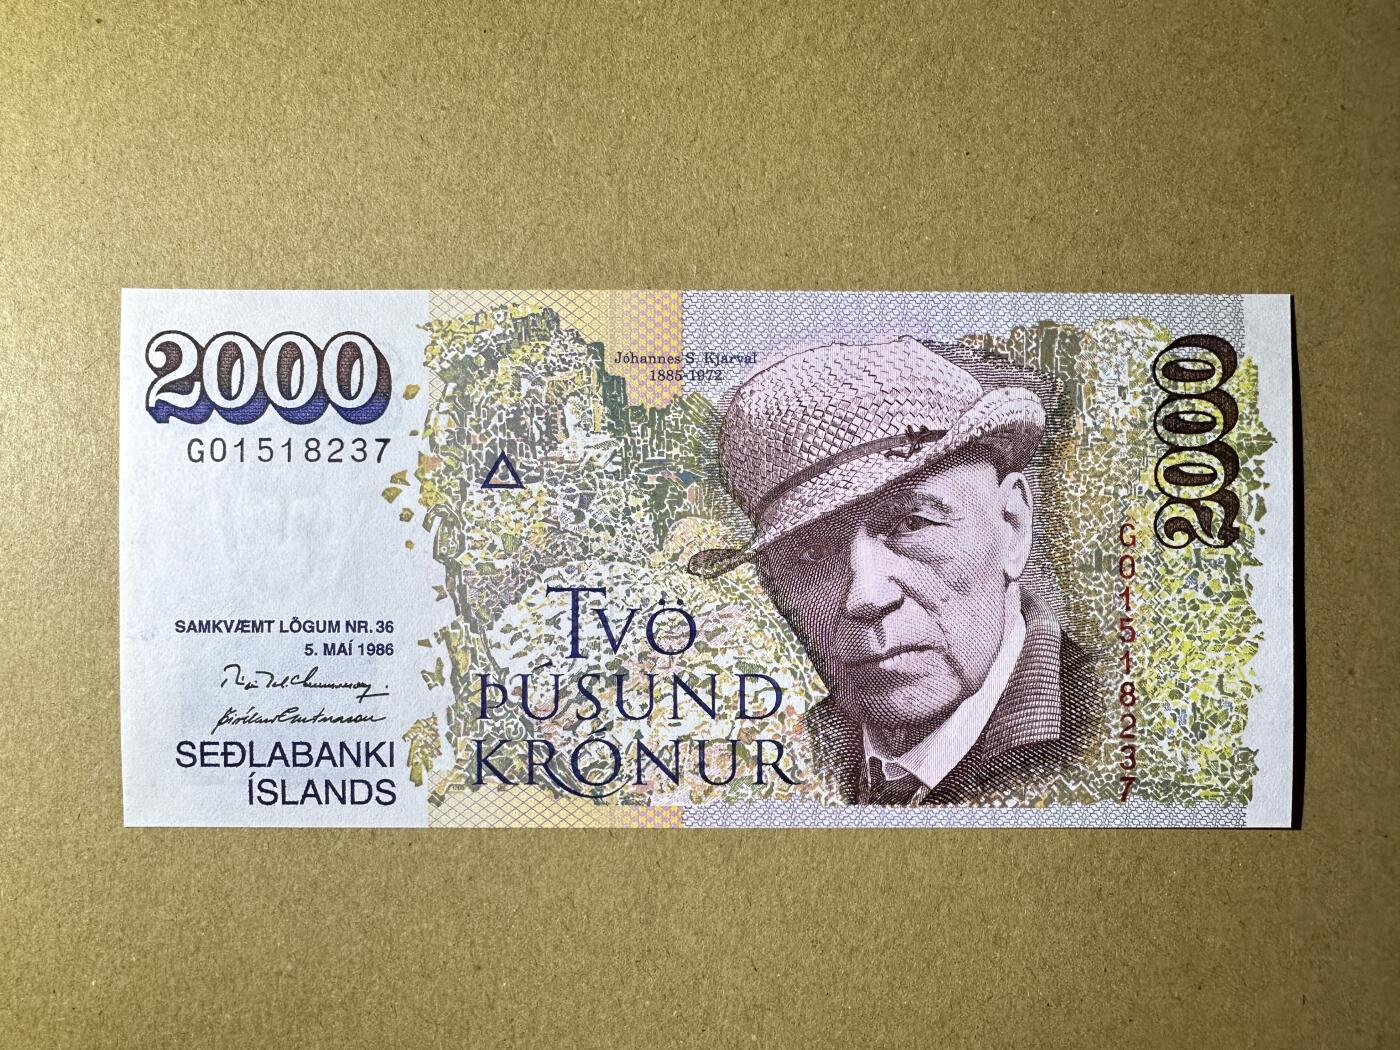 2000
G01518237
SAMKVÆMT LÖGUM NR. 36
5. MAÍ 1986
SEÐLABANKI
ÍSLANDS
Jóhannes S. Kjarval
1885-1972
TVÖ
ÞÚSUND
KRÓNUR
2000
G01518237